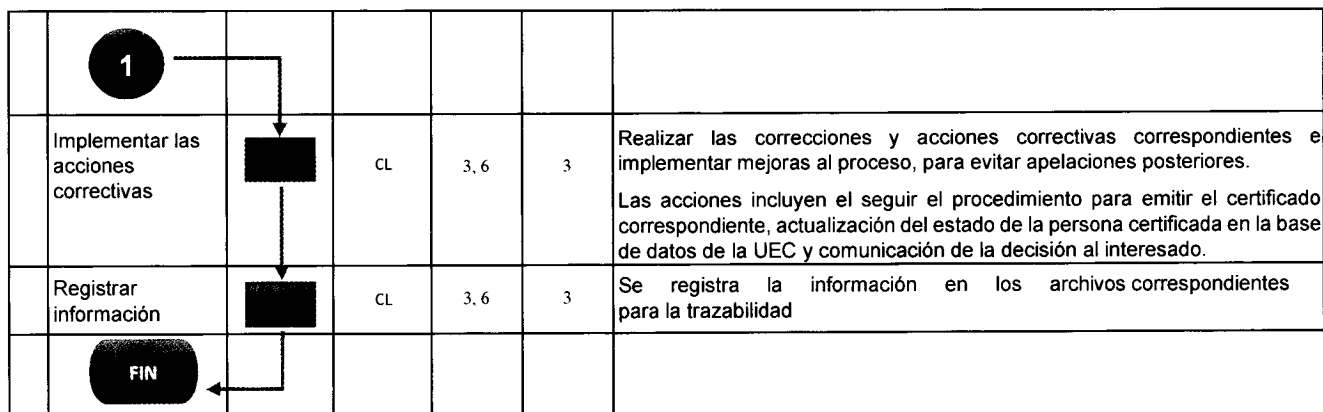 1
Implementar las
acciones
correctivas
CL
3, 6
3
Realizar las correcciones y acciones correctivas correspondientes e
implementar mejoras al proceso, para evitar apelaciones posteriores.
Las acciones incluyen el seguir el procedimiento para emitir el certificado
correspondiente, actualización del estado de la persona certificada en la base
de datos de la UEC y comunicación de la decisión al interesado.
Registrar
información
CL
3, 6
3
Se registra la información en los archivos correspondientes
para la trazabilidad
FIN